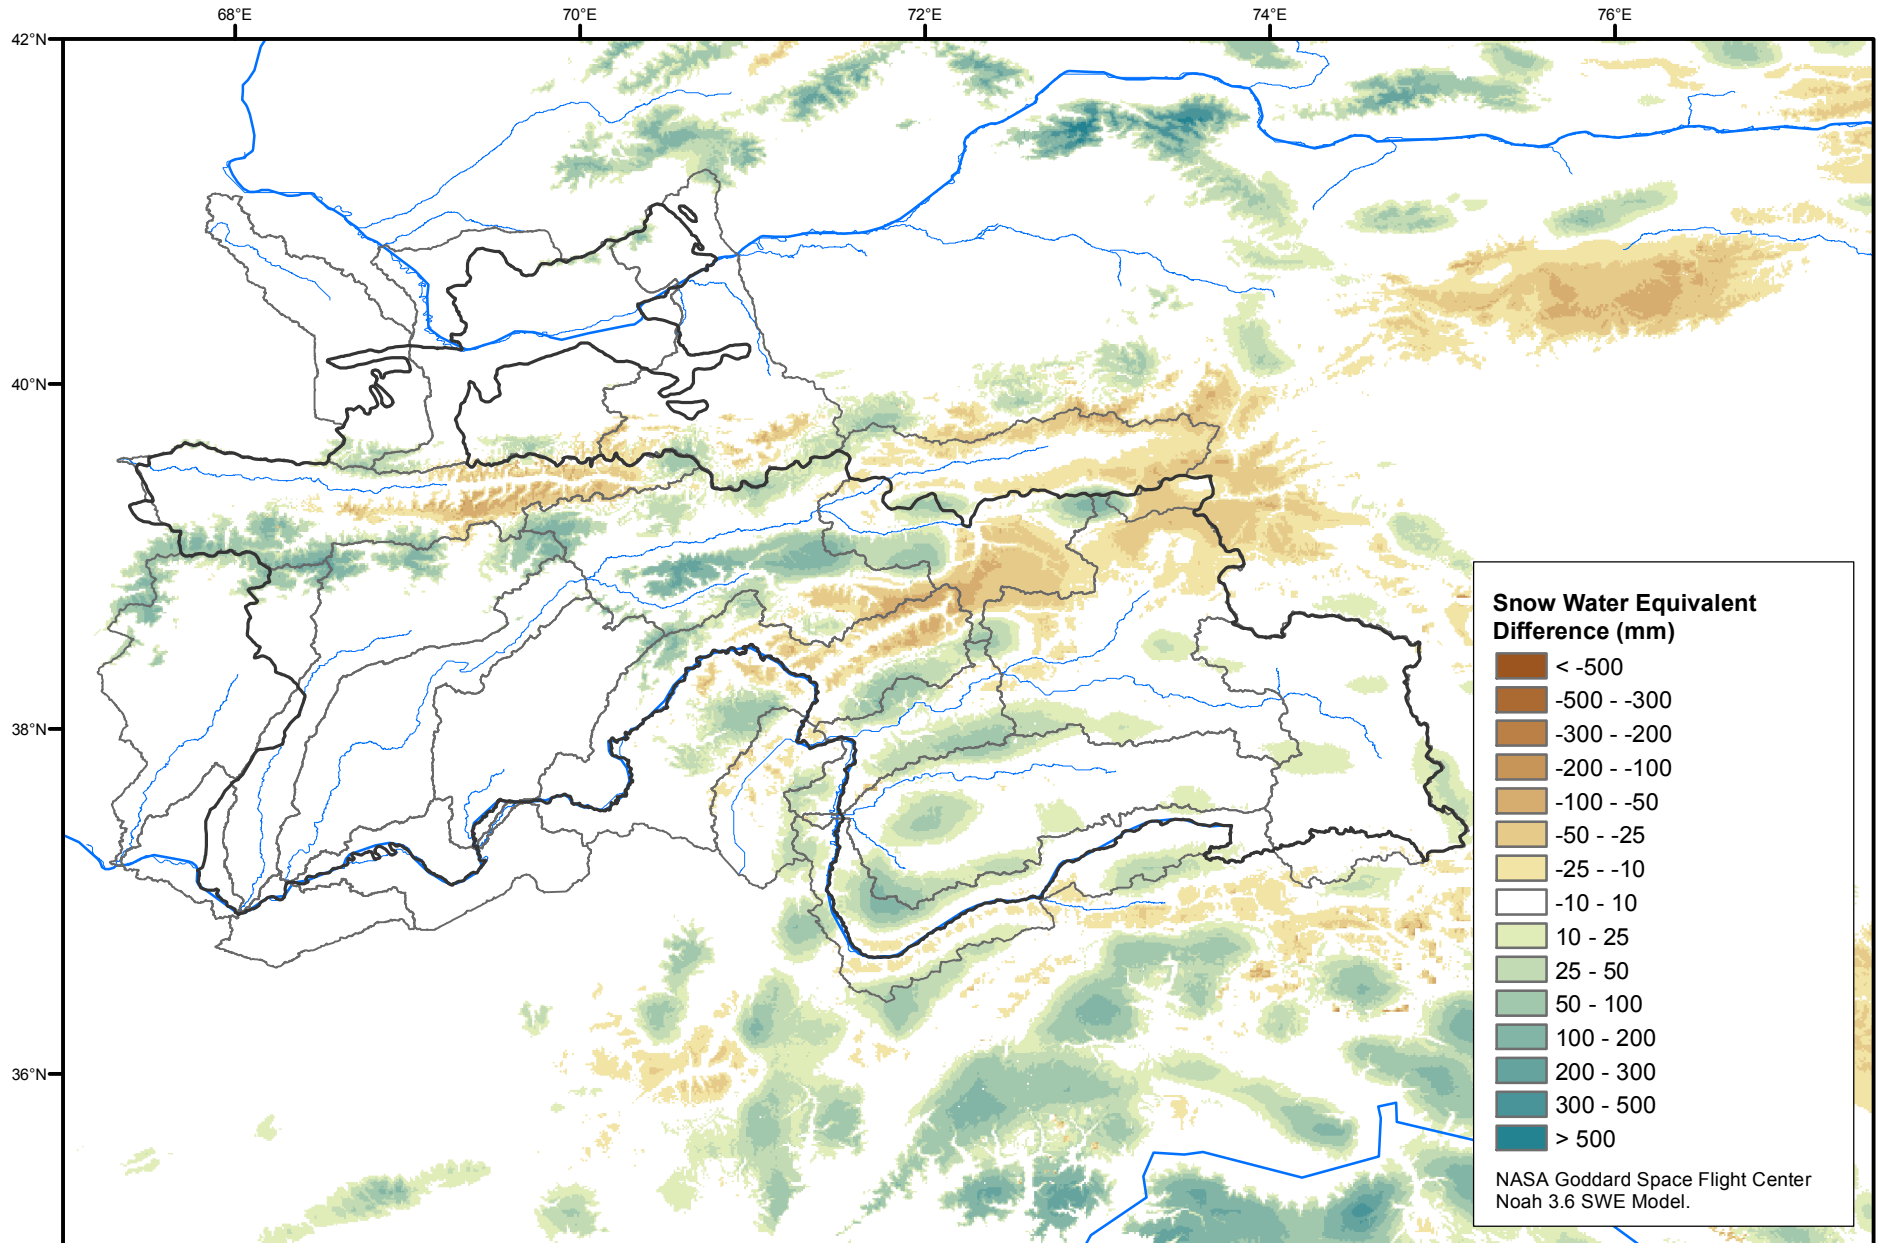 68°E
70°E
72°E
74°E
76°E
42°N
40°N
38°N
36°N
Snow Water Equivalent
Difference (mm)
< -500
-500 - -300
-300 - -200
-200 - -100
-100 - -50
-50 - -25
-25 - -10
-10 - 10
10 - 25
25 - 50
50 - 100
100 - 200
200 - 300
300 - 500
> 500
NASA Goddard Space Flight Center
Noah 3.6 SWE Model.